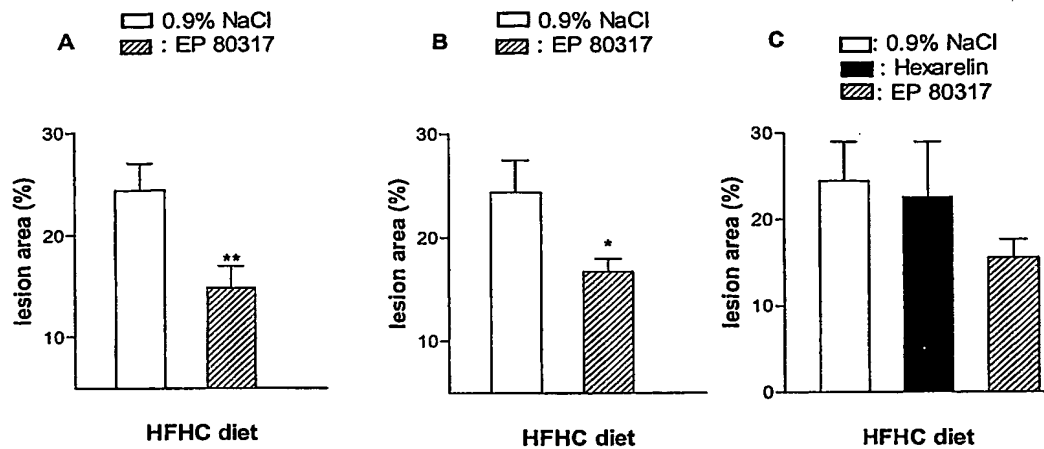 A
0.9% NaCl
: EP 80317
lesion area (%)
30
20
10
**
HFHC diet
B
0.9% NaCl
: EP 80317
lesion area (%)
30
20
10
*
HFHC diet
C
: 0.9% NaCl
: Hexarelin
: EP 80317
lesion area (%)
30
20
10
0
HFHC diet